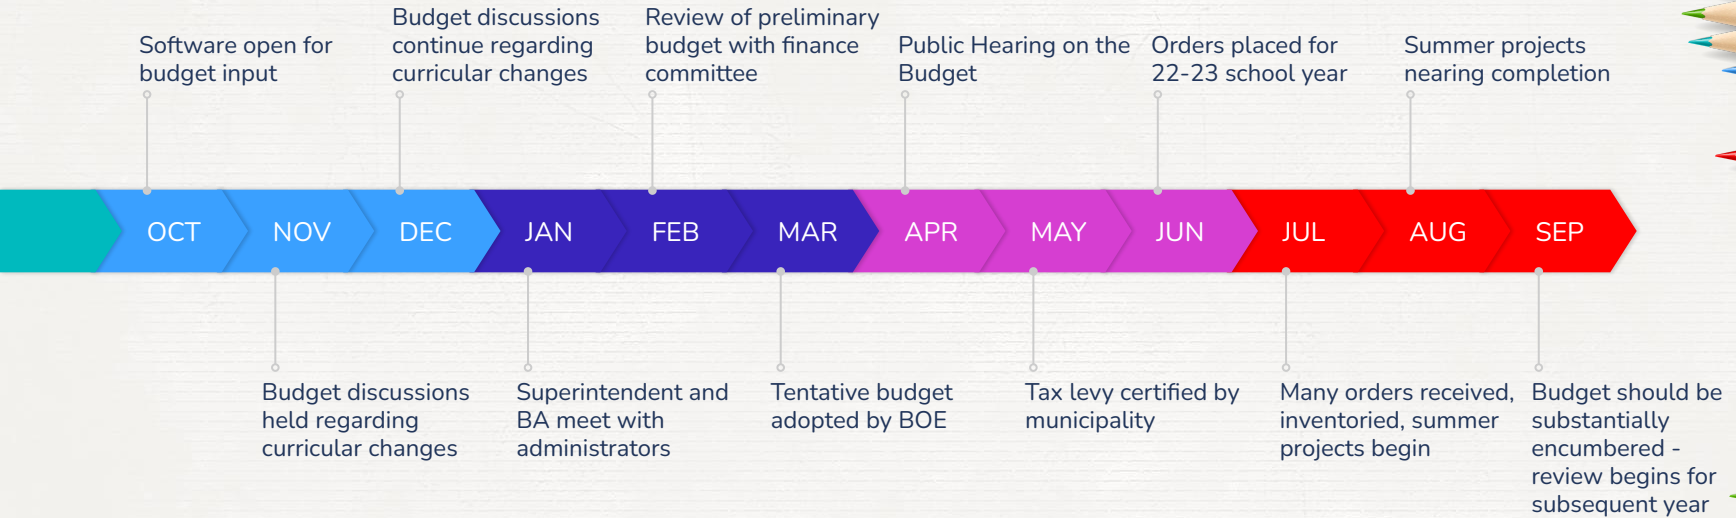 Software open for
budget input
Budget discussions
continue regarding
curricular changes
Review of preliminary
budget with finance
committee
Public Hearing on the
Budget
Orders placed for
22-23 school year
Summer projects
nearing completion
OCT
NOV
DEC
JAN
FEB
MAR
APR
MAY
JUN
JUL
AUG
SEP
Budget discussions
held regarding
curricular changes
Superintendent and
BA meet with
administrators
Tentative budget
adopted by BOE
Tax levy certified by
municipality
Many orders received,
inventoried, summer
projects begin
Budget should be
substantially
encumbered -
review begins for
subsequent year